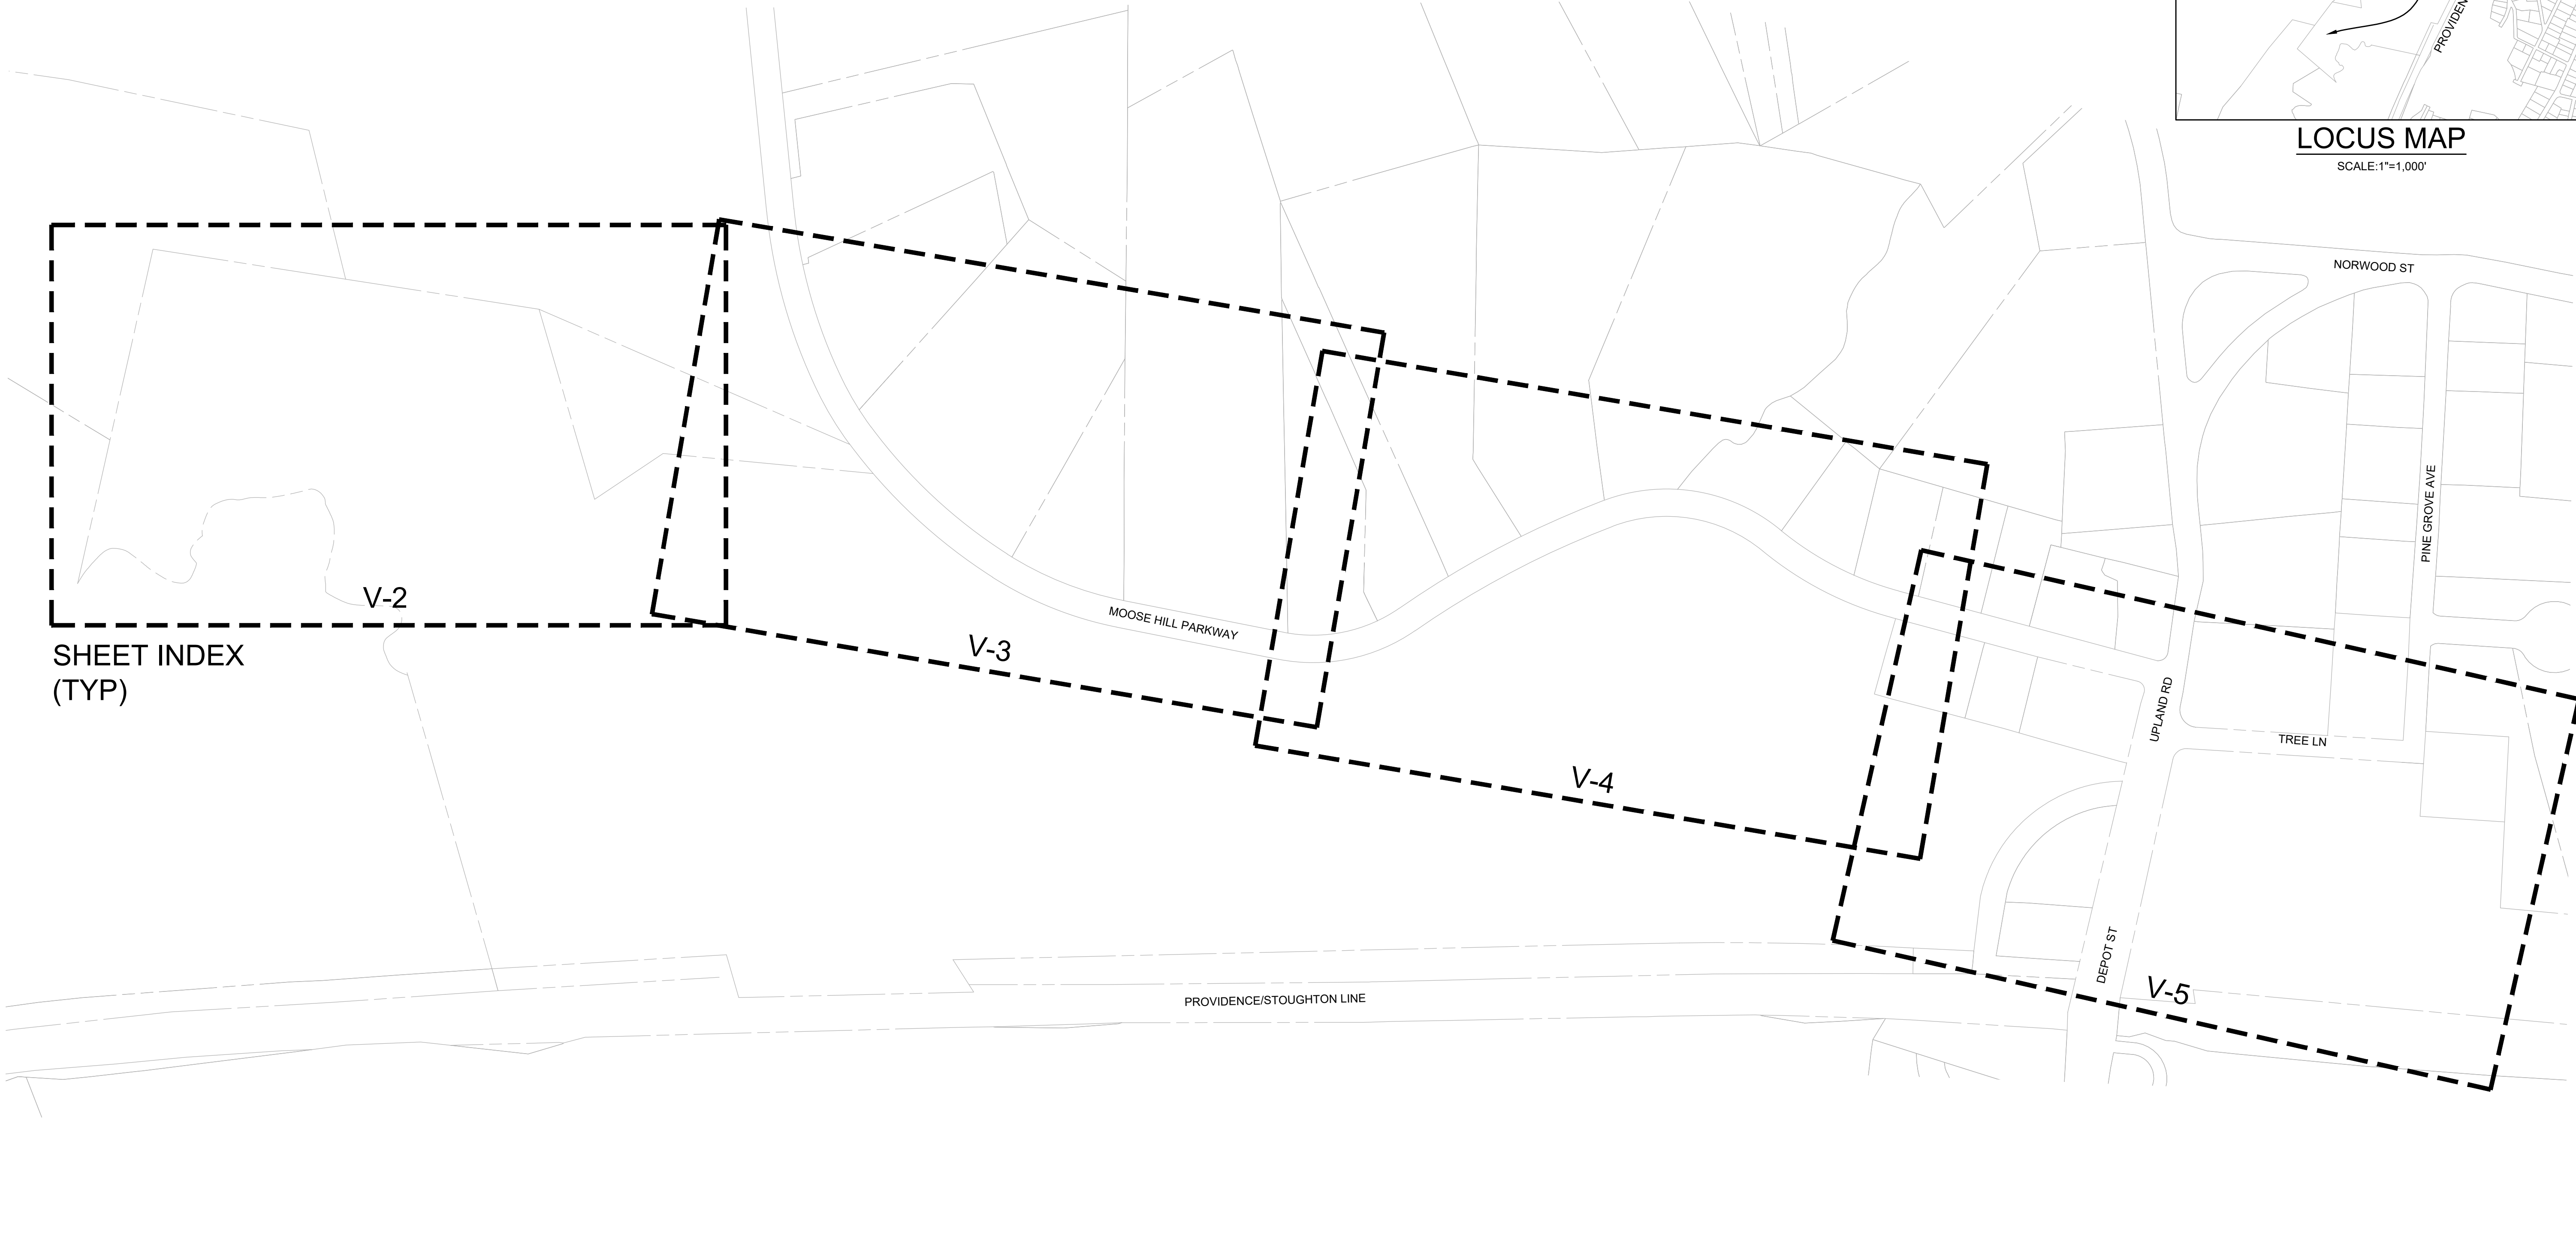 LOCUS MAP
SCALE:1"=1,000'
NORWOOD ST
PINE GROVE AVE
V-2
SHEET INDEX
(TYP)
MOOSE HILL PARKWAY
V-3
UPLAND RD
TREE LN
V-4
DEPOT ST
V-5
PROVIDENCE/STOUGHTON LINE